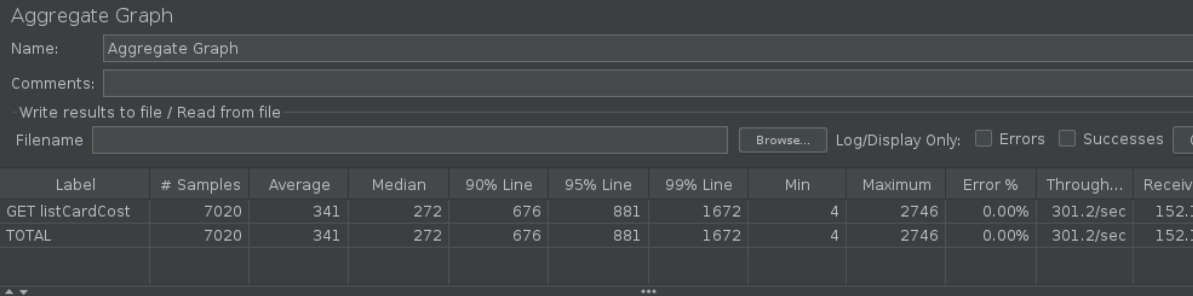 Aggregate Graph
Name: Aggregate Graph
Comments:
Write results to file / Read from file
Filename Browse... Log/Display Only: Errors Successes
Label # Samples Average Median 90% Line 95% Line 99% Line Min Maximum Error % Through... Receiv
GET listCardCost 7020 341 272 676 881 1672 4 2746 0.00% 301.2/sec 152.1
TOTAL 7020 341 272 676 881 1672 4 2746 0.00% 301.2/sec 152.1